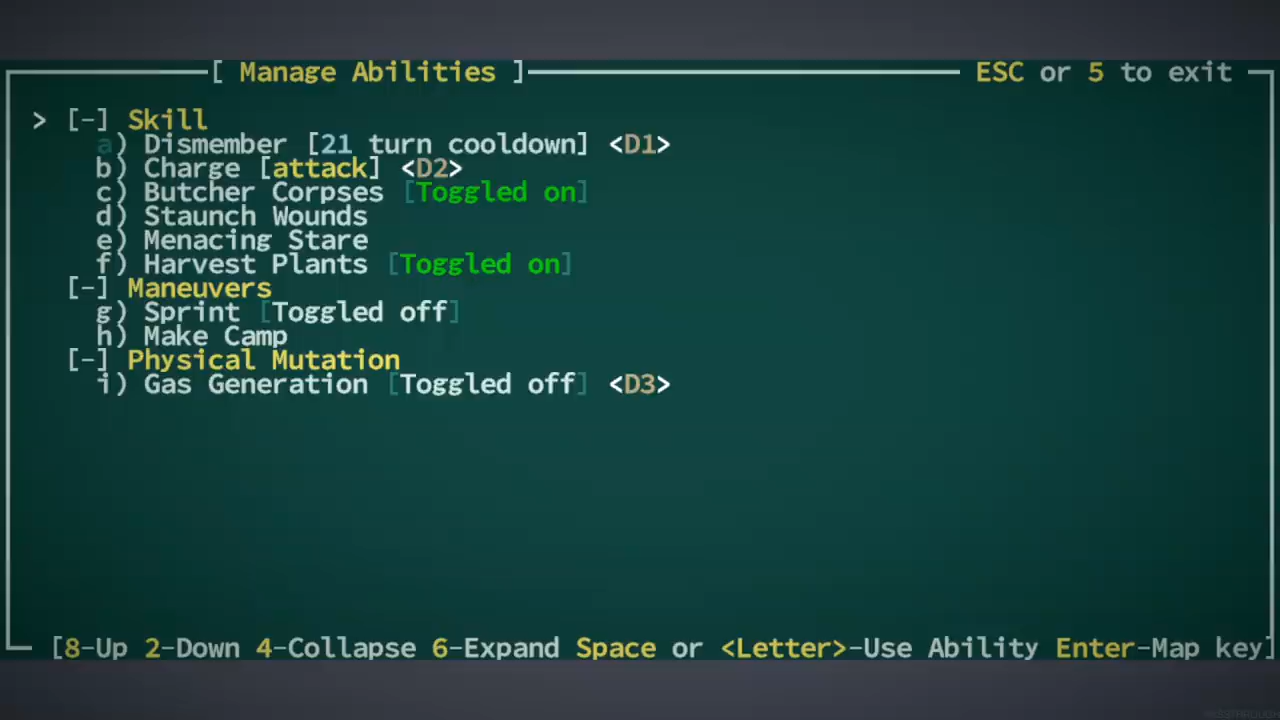 [ Manage Abilities ] ESC or 5 to exit
> [-] Skill
a) Dismember [21 turn cooldown] <D1>
b) Charge [attack] <D2>
c) Butcher Corpses [Toggled on]
d) Staunch Wounds
e) Menacing Stare
f) Harvest Plants [Toggled on]
[-] Maneuvers
g) Sprint [Toggled off]
h) Make Camp
[-] Physical Mutation
i) Gas Generation [Toggled off] <D3>
[8-Up 2-Down 4-Collapse 6-Expand Space or <Letter>-Use Ability Enter-Map key]